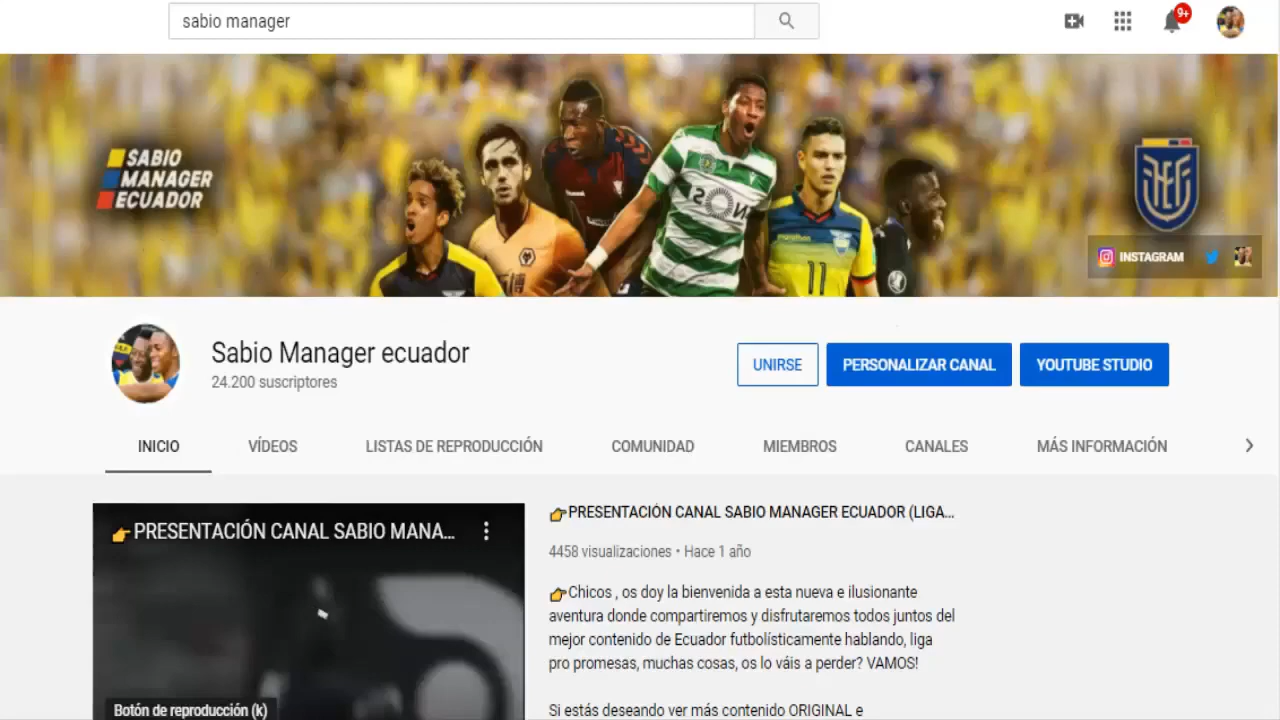 sabio manager
9+
SABIO
MANAGER
ECUADOR
marathon
11
FEF
INSTAGRAM
Sabio Manager ecuador
24.200 suscriptores
UNIRSE
PERSONALIZAR CANAL
YOUTUBE STUDIO
INICIO
VÍDEOS
LISTAS DE REPRODUCCIÓN
COMUNIDAD
MIEMBROS
CANALES
MÁS INFORMACIÓN
👉PRESENTACIÓN CANAL SABIO MANA...
Botón de reproducción (k)
👉PRESENTACIÓN CANAL SABIO MANAGER ECUADOR (LIGA...
4458 visualizaciones • Hace 1 año
👉Chicos , os doy la bienvenida a esta nueva e ilusionante
aventura donde compartiremos y disfrutaremos todos juntos del
mejor contenido de Ecuador futbolísticamente hablando, liga
pro promesas, muchas cosas, os lo váis a perder? VAMOS!
Si estás deseando ver más contenido ORIGINAL e